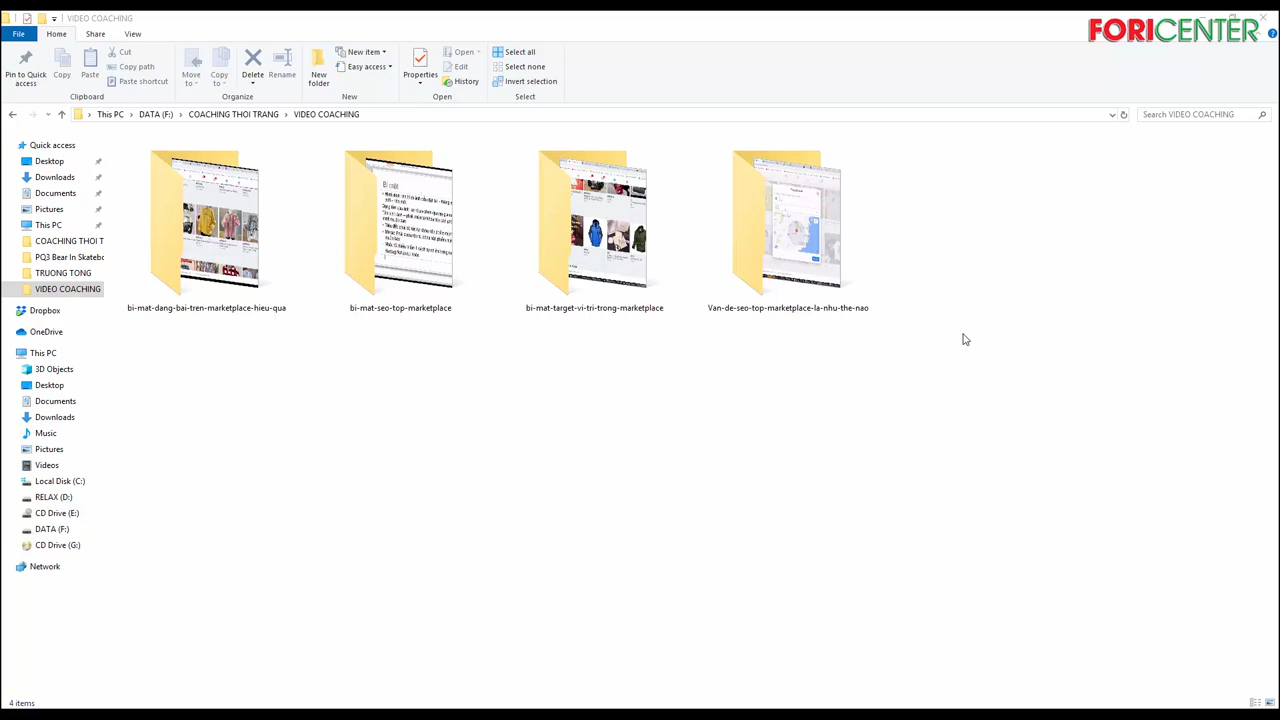 VIDEO COACHING
FORICENTER
File Home Share View
Pin to Quick access
Copy
Paste
Cut
Copy path
Paste shortcut
Clipboard
Move to
Copy to
Delete
Rename
Organize
New folder
New item
Easy access
New
Properties
Open
Edit
History
Open
Select all
Select none
Invert selection
Select
This PC > DATA (F:) > COACHING THOI TRANG > VIDEO COACHING
Search VIDEO COACHING
Quick access
Desktop
Downloads
Documents
Pictures
This PC
COACHING THOI T
PQ3 Bear In Skateb
TRUONG TONG
VIDEO COACHING
Dropbox
OneDrive
This PC
3D Objects
Desktop
Documents
Downloads
Music
Pictures
Videos
Local Disk (C:)
RELAX (D:)
CD Drive (E:)
DATA (F:)
CD Drive (G:)
Network
bi-mat-dang-bai-tren-marketplace-hieu-qua
bi-mat-seo-top-marketplace
bi-mat-target-vi-tri-trong-marketplace
Van-de-seo-top-marketplace-la-nhu-the-nao
4 items